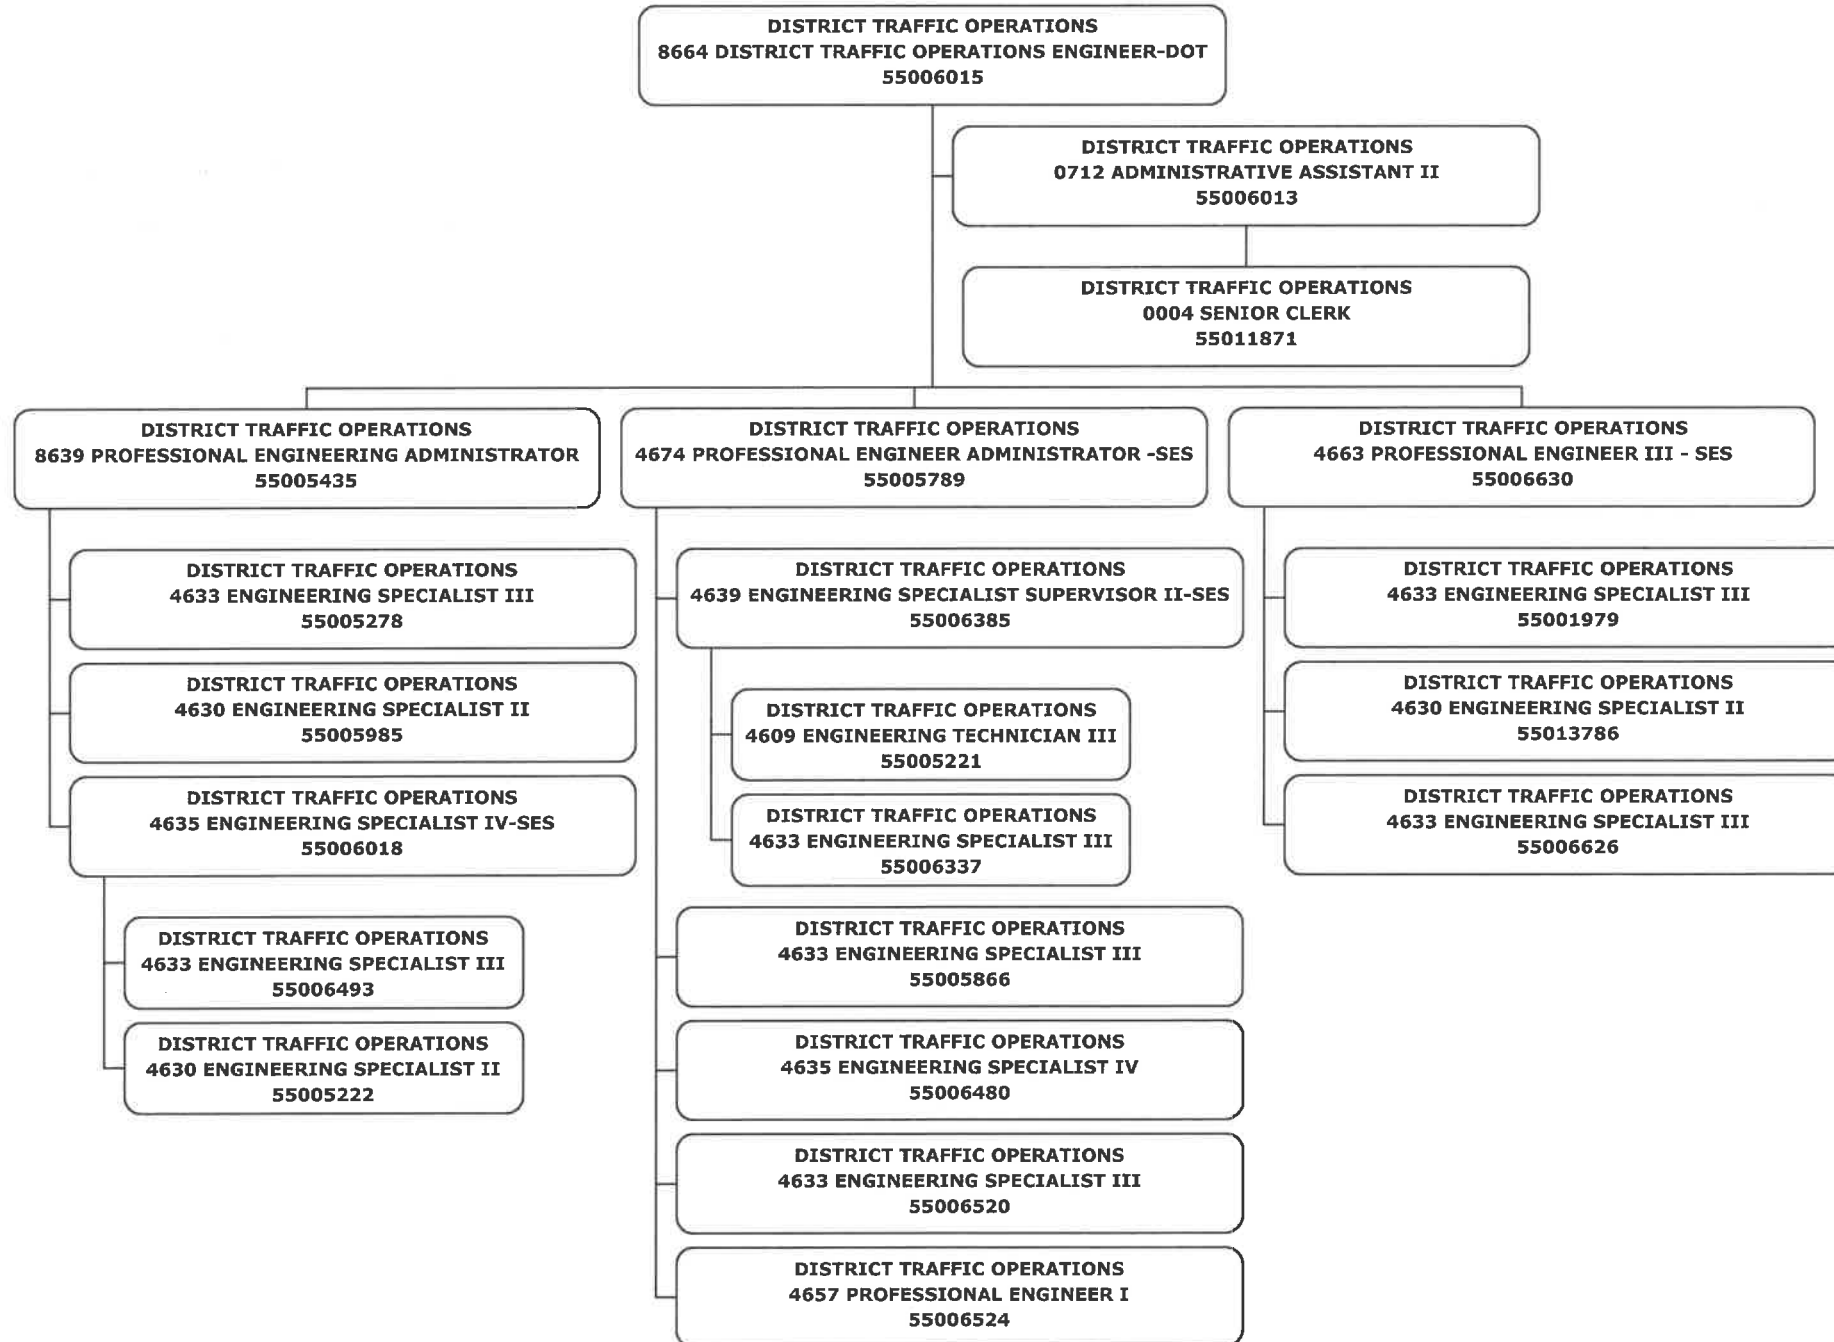 DISTRICT TRAFFIC OPERATIONS
8664 DISTRICT TRAFFIC OPERATIONS ENGINEER-DOT
55006015
DISTRICT TRAFFIC OPERATIONS
0712 ADMINISTRATIVE ASSISTANT II
55006013
DISTRICT TRAFFIC OPERATIONS
0004 SENIOR CLERK
55011871
DISTRICT TRAFFIC OPERATIONS
8639 PROFESSIONAL ENGINEERING ADMINISTRATOR
55005435
DISTRICT TRAFFIC OPERATIONS
4633 ENGINEERING SPECIALIST III
55005278
DISTRICT TRAFFIC OPERATIONS
4630 ENGINEERING SPECIALIST II
55005985
DISTRICT TRAFFIC OPERATIONS
4635 ENGINEERING SPECIALIST IV-SES
55006018
DISTRICT TRAFFIC OPERATIONS
4633 ENGINEERING SPECIALIST III
55006493
DISTRICT TRAFFIC OPERATIONS
4630 ENGINEERING SPECIALIST II
55005222
DISTRICT TRAFFIC OPERATIONS
4674 PROFESSIONAL ENGINEER ADMINISTRATOR -SES
55005789
DISTRICT TRAFFIC OPERATIONS
4639 ENGINEERING SPECIALIST SUPERVISOR II-SES
55006385
DISTRICT TRAFFIC OPERATIONS
4609 ENGINEERING TECHNICIAN III
55005221
DISTRICT TRAFFIC OPERATIONS
4633 ENGINEERING SPECIALIST III
55006337
DISTRICT TRAFFIC OPERATIONS
4633 ENGINEERING SPECIALIST III
55005866
DISTRICT TRAFFIC OPERATIONS
4635 ENGINEERING SPECIALIST IV
55006480
DISTRICT TRAFFIC OPERATIONS
4633 ENGINEERING SPECIALIST III
55006520
DISTRICT TRAFFIC OPERATIONS
4657 PROFESSIONAL ENGINEER I
55006524
DISTRICT TRAFFIC OPERATIONS
4663 PROFESSIONAL ENGINEER III - SES
55006630
DISTRICT TRAFFIC OPERATIONS
4633 ENGINEERING SPECIALIST III
55001979
DISTRICT TRAFFIC OPERATIONS
4630 ENGINEERING SPECIALIST II
55013786
DISTRICT TRAFFIC OPERATIONS
4633 ENGINEERING SPECIALIST III
55006626